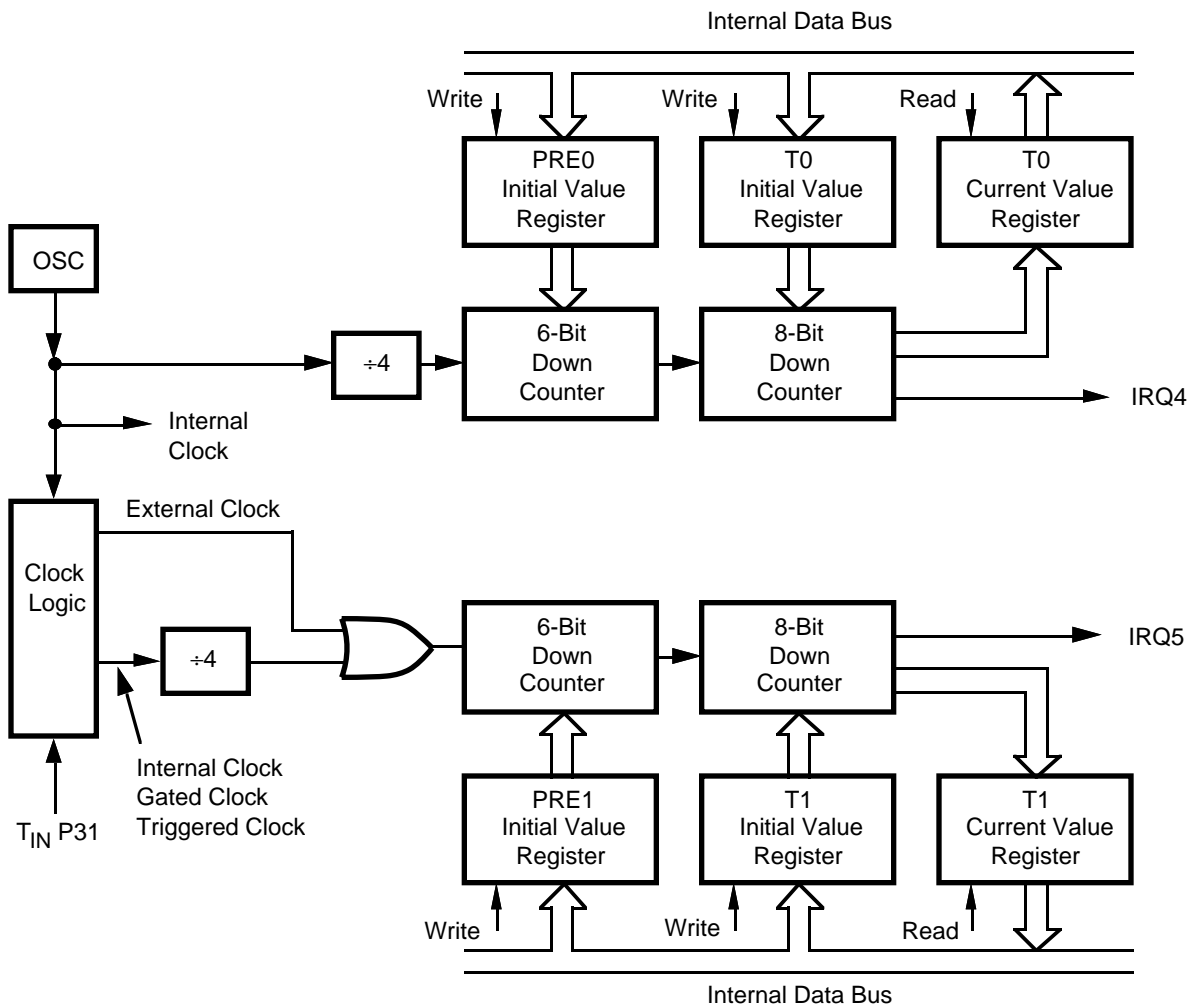 Internal Data Bus
Write
Write
Read
PRE0
Initial Value
Register
T0
Initial Value
Register
T0
Current Value
Register
OSC
÷4
6-Bit
Down
Counter
8-Bit
Down
Counter
IRQ4
Internal
Clock
External Clock
Clock
Logic
÷4
6-Bit
Down
Counter
8-Bit
Down
Counter
IRQ5
Internal Clock
Gated Clock
Triggered Clock
TIN P31
PRE1
Initial Value
Register
T1
Initial Value
Register
T1
Current Value
Register
Write
Write
Read
Internal Data Bus